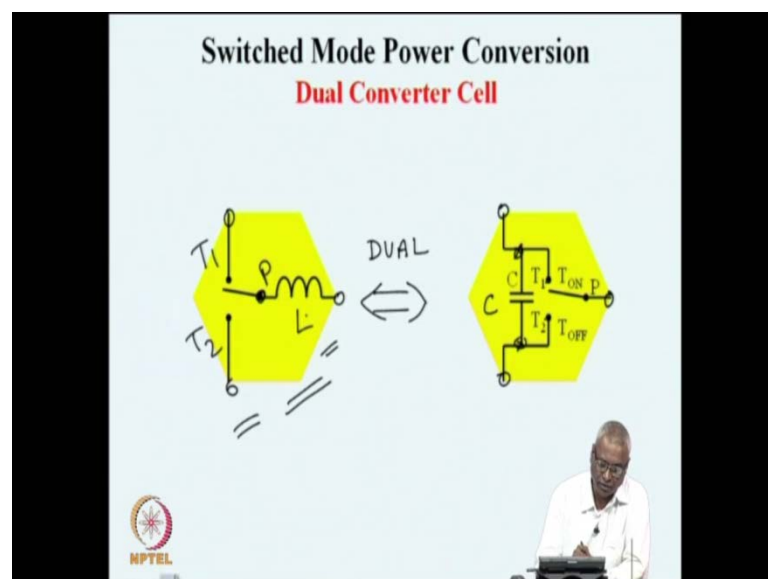 Switched Mode Power Conversion
Dual Converter Cell
T1
P
L
T2
DUAL
C
C
T1
TON
P
T2
TOFF
NPTEL